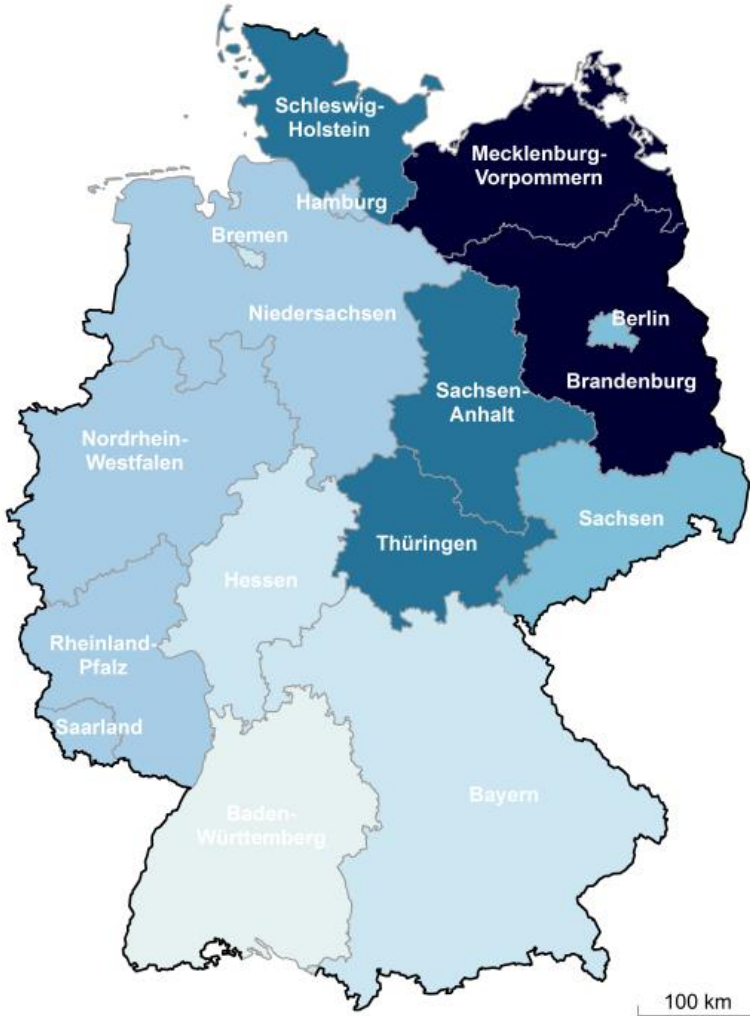 Schleswig-
Holstein
Mecklenburg-
Vorpommern
Hamburg
Bremen
Niedersachsen
Berlin
Brandenburg
Sachsen-
Anhalt
Nordrhein-
Westfalen
Sachsen
Thüringen
Hessen
Rheinland-
Pfalz
Saarland
Bayern
Baden-
Württemberg
100 km